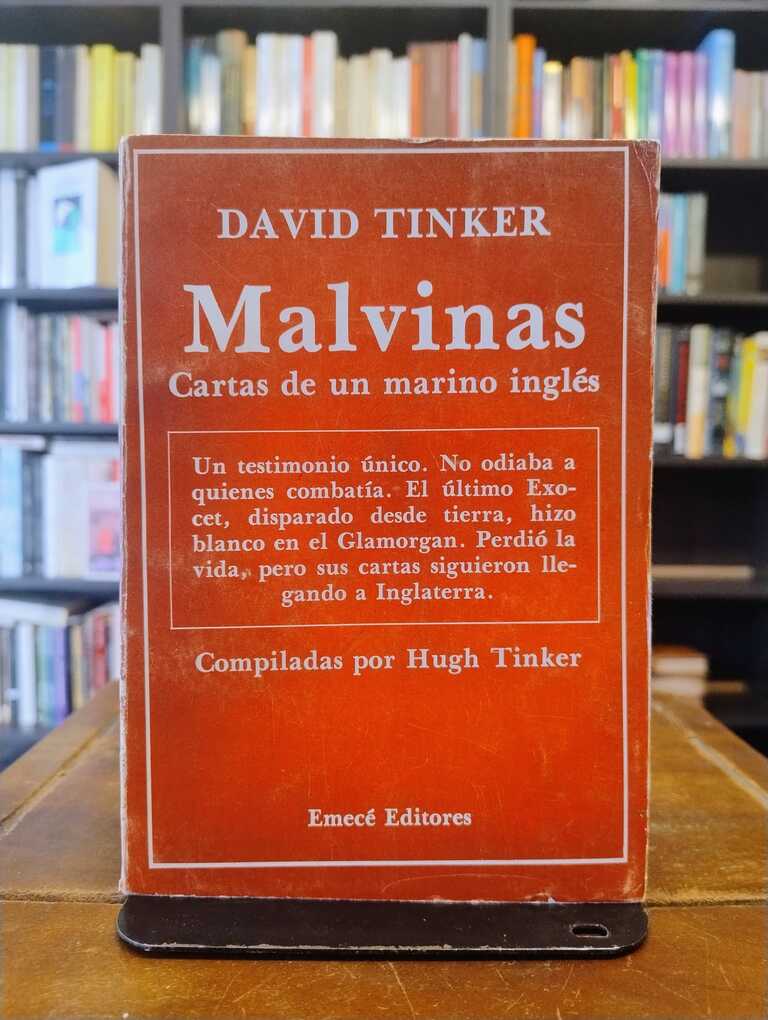 DAVID TINKER
Malvinas
Cartas de un marino inglés
Un testimonio único. No odiaba a
quienes combatía. El último Exo-
cet, disparado desde tierra, hizo
blanco en el Glamorgan. Perdió la
vida, pero sus cartas siguieron lle-
gando a Inglaterra.
Compiladas por Hugh Tinker
Emecé Editores